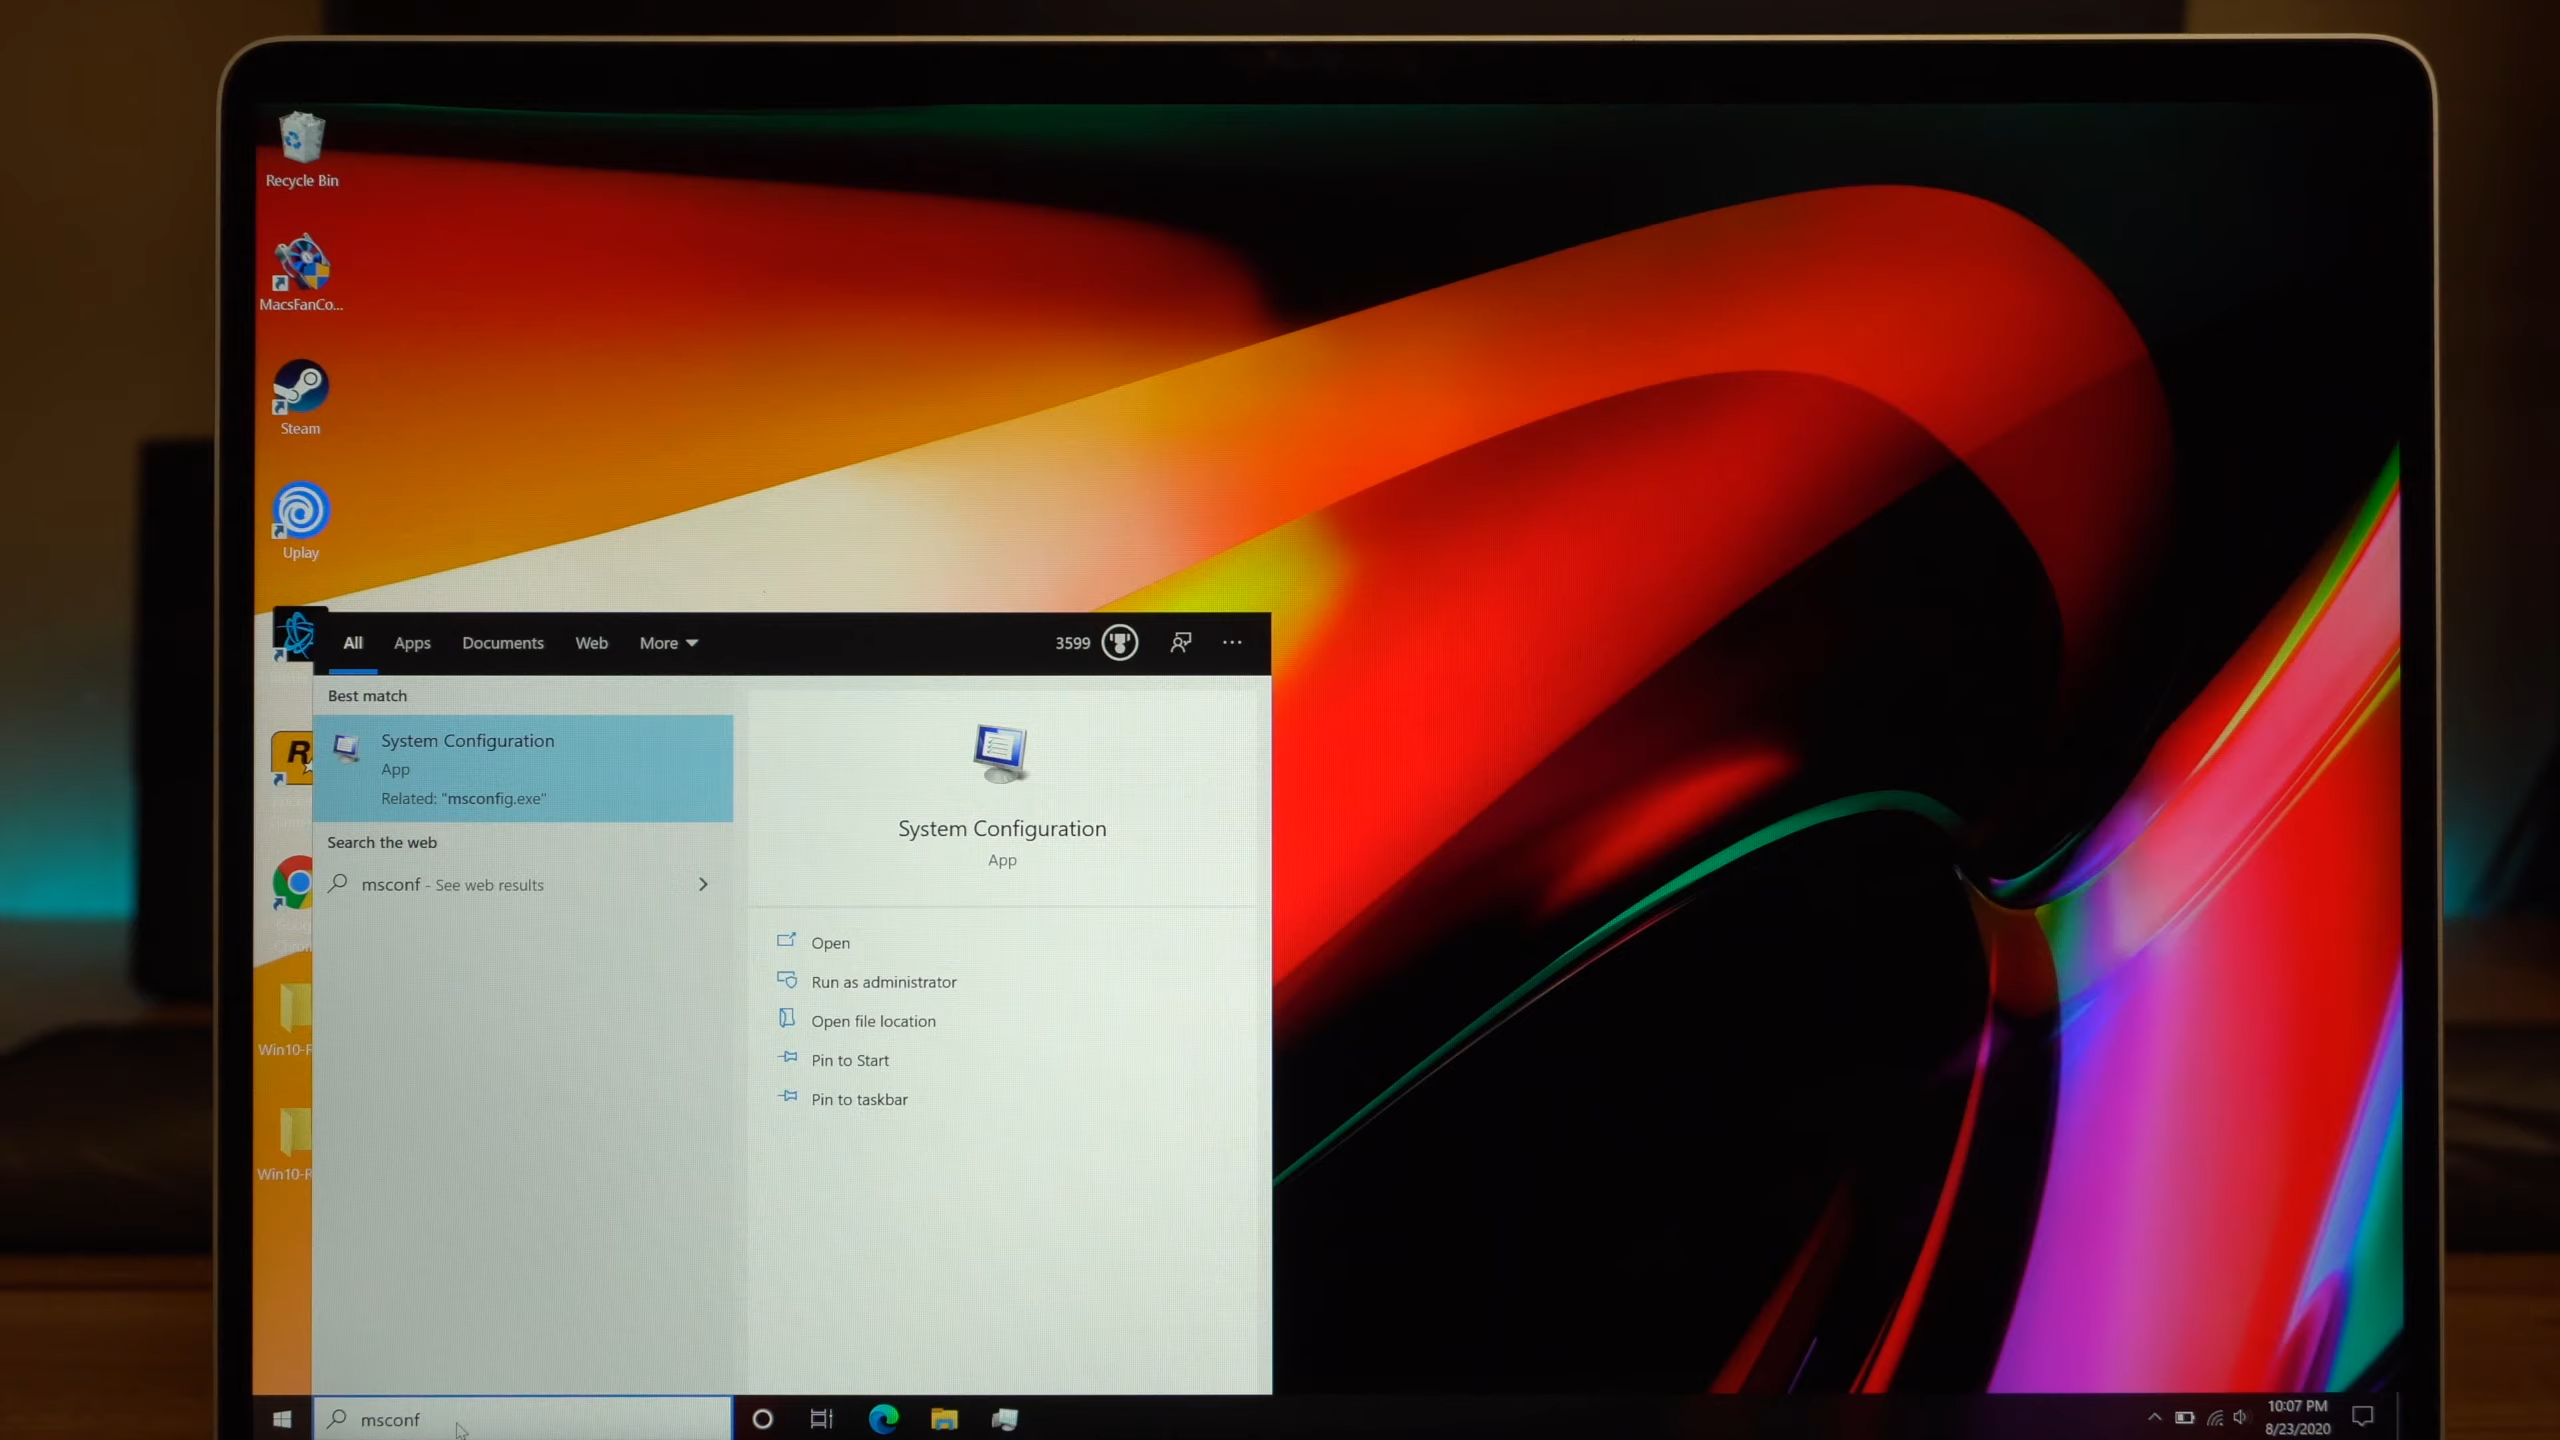 Recycle Bin
MacsFanCo...
Steam
Uplay
All Apps Documents Web More 3599 ...
Best match
System Configuration
App
Related: "msconfig.exe"
Search the web
msconf - See web results
System Configuration
App
Open
Run as administrator
Open file location
Pin to Start
Pin to taskbar
R
Win10-F
Win10-R
msconf
10:07 PM
8/23/2020